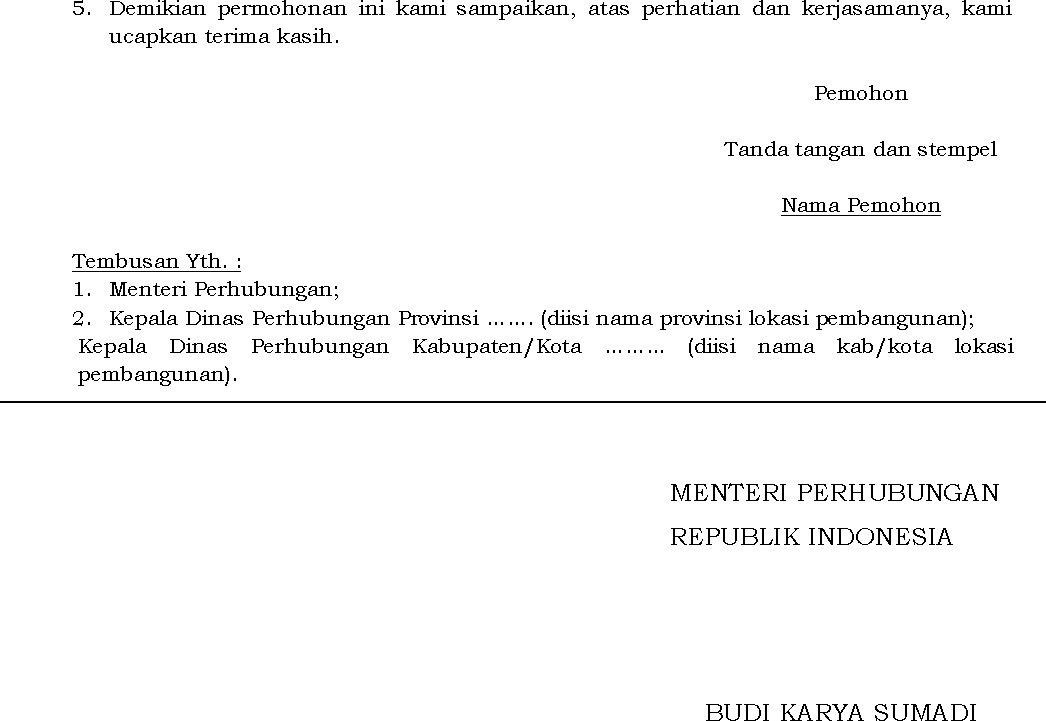 5. Demikian permohonan ini kami sampaikan, atas perhatian dan kerjasamanya, kami
ucapkan terima kasih.
Pemohon
Tanda tangan dan stempel
Nama Pemohon
Tembusan Yth. :
1. Menteri Perhubungan;
2. Kepala Dinas Perhubungan Provinsi ....... (diisi nama provinsi lokasi pembangunan);
Kepala Dinas Perhubungan Kabupaten/Kota ......... (diisi nama kab/kota lokasi
pembangunan).
MENTERI PERHUBUNGAN
REPUBLIK INDONESIA
BUDI KARYA SUMADI